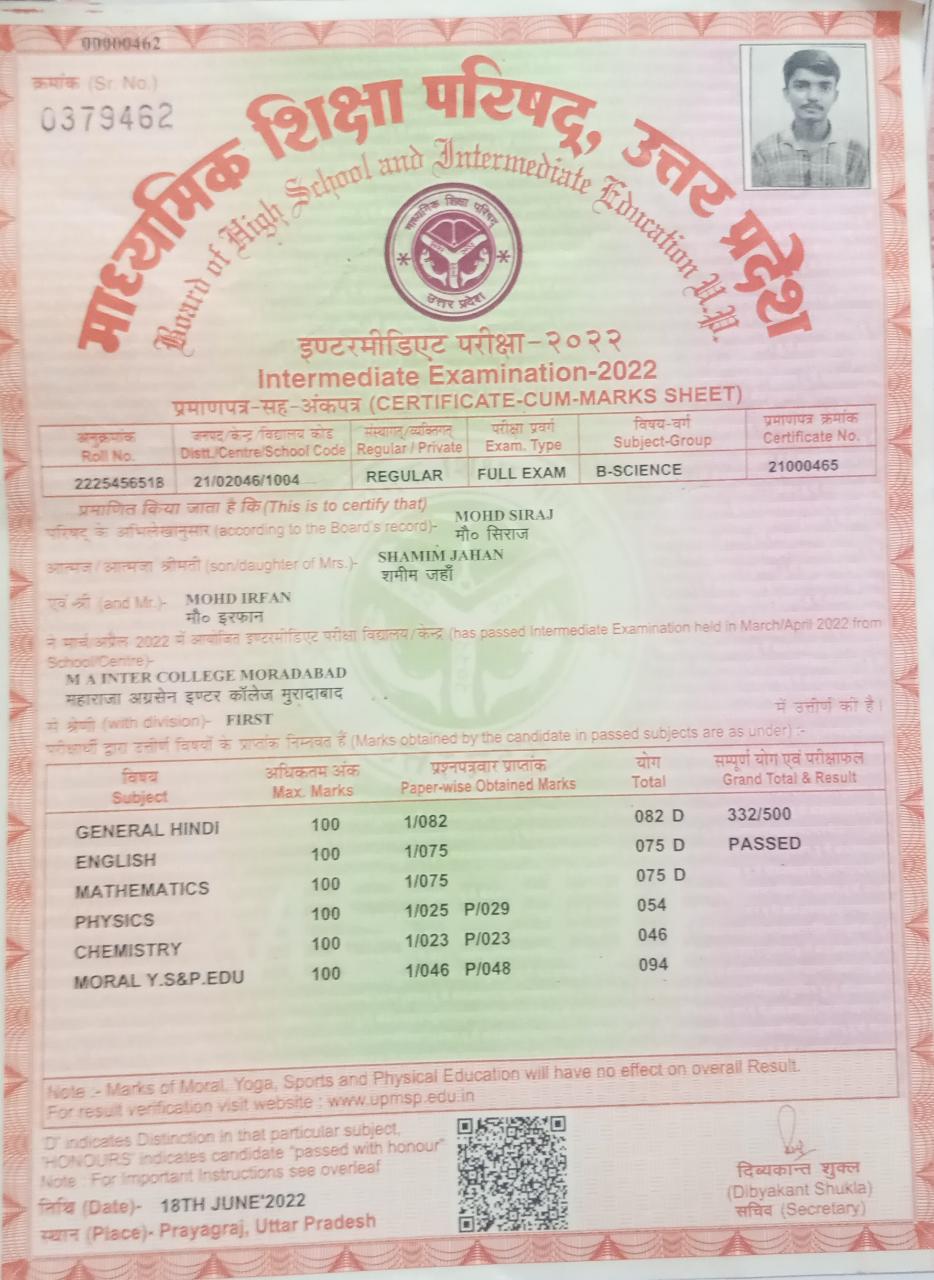 00000462
क्रमांक (Sr. No.)
0379462
माध्यमिक शिक्षा परिषद्, उत्तर प्रदेश
Board of High School and Intermediate Education U.P.
माध्यमिक शिक्षा परिषद्
उत्तर प्रदेश
इण्टरमीडिएट परीक्षा-२०२२
Intermediate Examination-2022
प्रमाणपत्र-सह-अंकपत्र (CERTIFICATE-CUM-MARKS SHEET)
अनुक्रमांक जनपद/केन्द्र/विद्यालय कोड संस्थागत/व्यक्तिगत परीक्षा प्रवर्ग विषय-वर्ग प्रमाणपत्र क्रमांक
Roll No. Distt./Centre/School Code Regular / Private Exam. Type Subject-Group Certificate No.
2225456518 21/02046/1004 REGULAR FULL EXAM B-SCIENCE 21000465
प्रमाणित किया जाता है कि (This is to certify that)
परिषद् के अभिलेखानुसार (according to the Board's record)- MOHD SIRAJ
मौ० सिराज
आत्मज/आत्मजा श्रीमती (son/daughter of Mrs.)- SHAMIM JAHAN
शमीम जहाँ
एवं श्री (and Mr.)- MOHD IRFAN
मौ० इरफान
ने मार्च/अप्रैल 2022 में आयोजित इण्टरमीडिएट परीक्षा विद्यालय/केन्द्र (has passed Intermediate Examination held in March/April 2022 from
School/Centre)-
M A INTER COLLEGE MORADABAD
महाराजा अग्रसेन इण्टर कॉलेज मुरादाबाद
से श्रेणी (with division)- FIRST में उत्तीर्ण की है।
परीक्षार्थी द्वारा उत्तीर्ण विषयों के प्राप्तांक निम्नवत हैं (Marks obtained by the candidate in passed subjects are as under) :-
विषय अधिकतम अंक प्रश्नपत्रवार प्राप्तांक योग सम्पूर्ण योग एवं परीक्षाफल
Subject Max. Marks Paper-wise Obtained Marks Total Grand Total & Result
GENERAL HINDI 100 1/082 082 D 332/500
ENGLISH 100 1/075 075 D PASSED
MATHEMATICS 100 1/075 075 D
PHYSICS 100 1/025 P/029 054
CHEMISTRY 100 1/023 P/023 046
MORAL Y.S&P.EDU 100 1/046 P/048 094
Note :- Marks of Moral, Yoga, Sports and Physical Education will have no effect on overall Result.
For result verification visit website : www.upmsp.edu.in
'D' indicates Distinction in that particular subject,
'HONOURS' indicates candidate "passed with honour"
Note : For Important Instructions see overleaf
तिथि (Date)- 18TH JUNE'2022
स्थान (Place)- Prayagraj, Uttar Pradesh
दिब्यकान्त शुक्ल
(Dibyakant Shukla)
सचिव (Secretary)